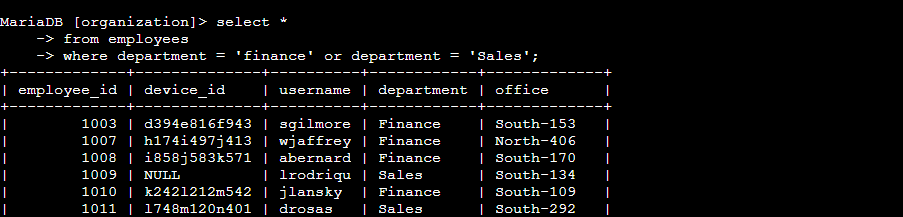 MariaDB [organization]> select *
    -> from employees
    -> where department = 'finance' or department = 'Sales';
+-------------+--------------+----------+------------+-------------+
| employee_id | device_id    | username | department | office      |
+-------------+--------------+----------+------------+-------------+
|        1003 | d394e816f943 | sgilmore | Finance    | South-153   |
|        1007 | h174i497j413 | wjaffrey | Finance    | North-406   |
|        1008 | i858j583k571 | abernard | Finance    | South-170   |
|        1009 | NULL         | lrodriqu | Sales      | South-134   |
|        1010 | k242l212m542 | jlansky  | Finance    | South-109   |
|        1011 | l748m120n401 | drosas   | Sales      | South-292   |